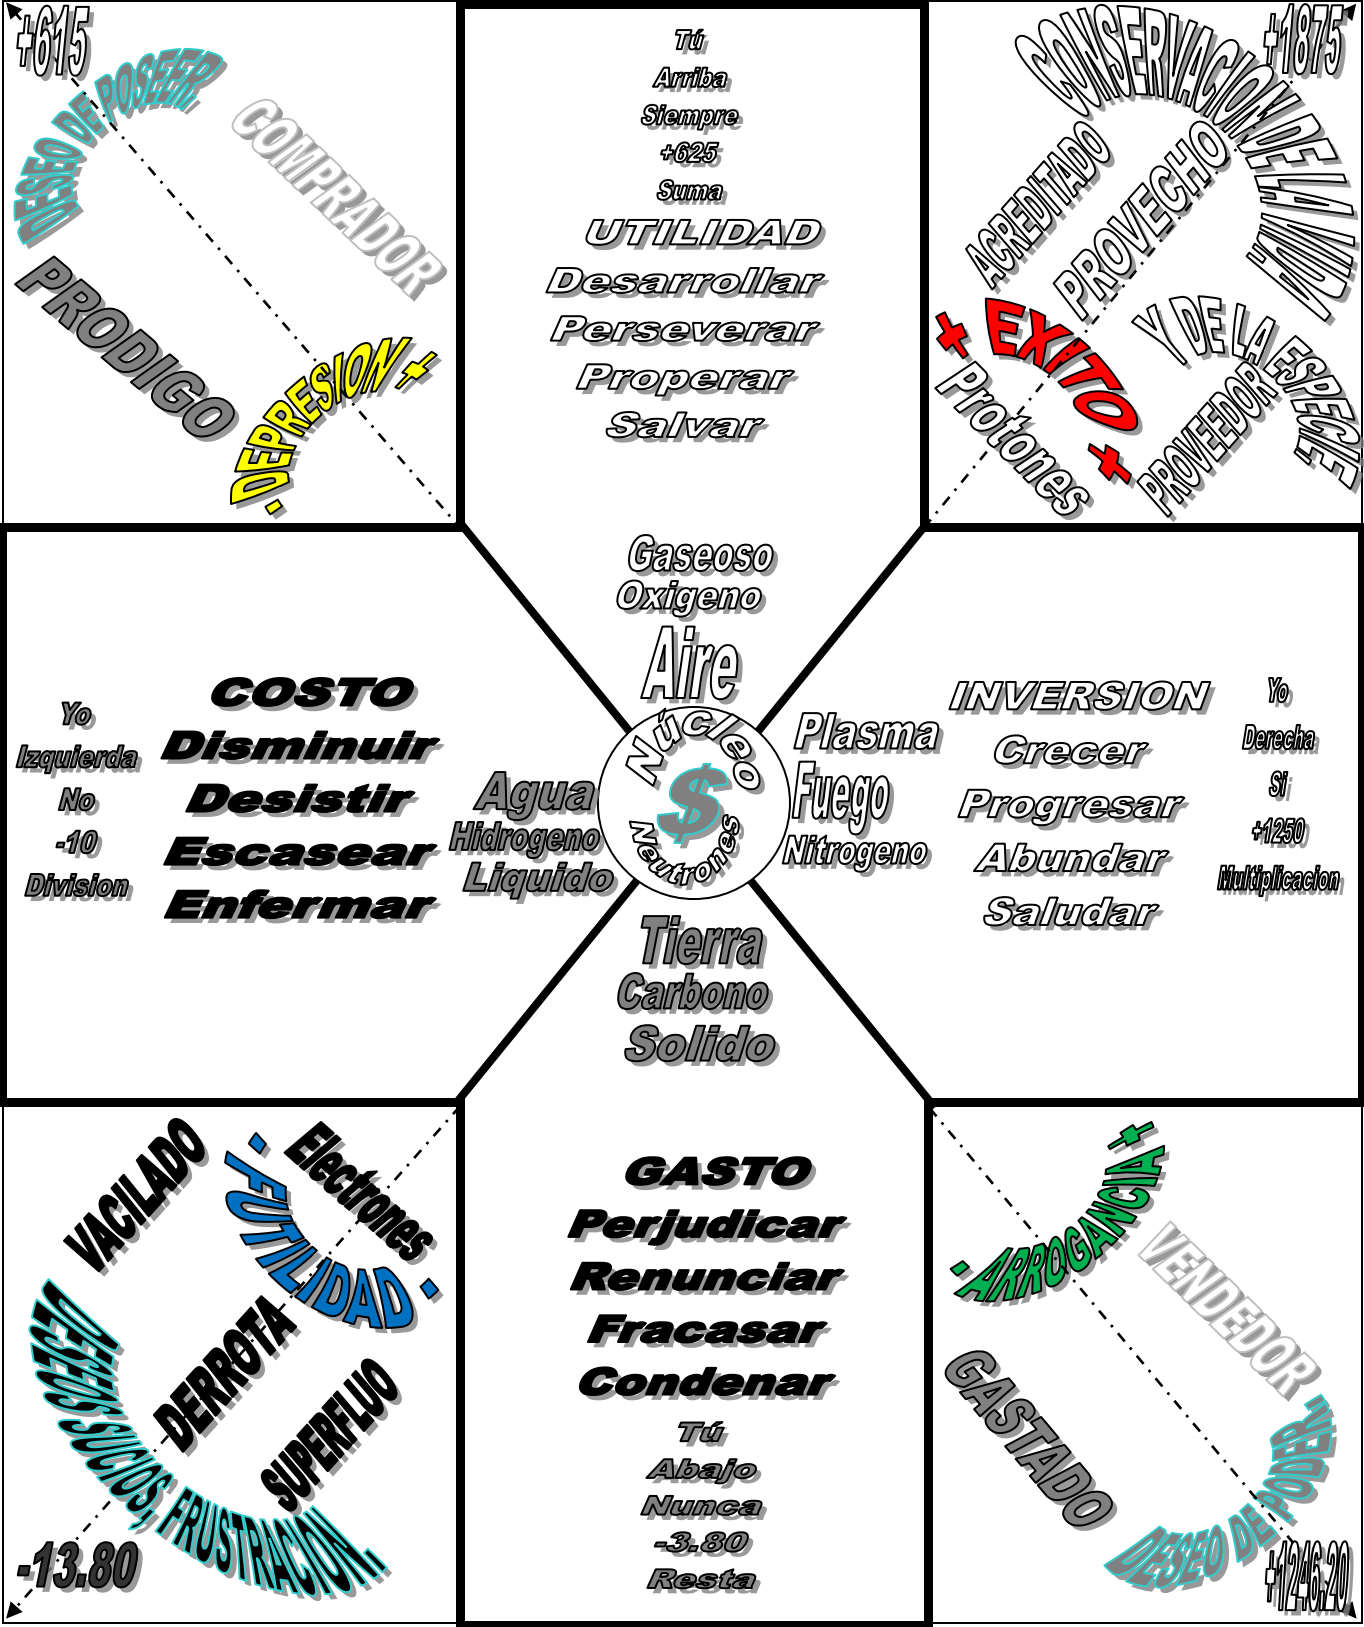 +615
DESEO DE POSEER
COMPRADOR
PRODIGO
- DEPRESION +
Tú
Arriba
Siempre
+625
Suma
UTILIDAD
Desarrollar
Perseverar
Properar
Salvar
+1875
CONSERVACION DE LA VIDA
ACREDITADO
PROVECHO
+ EXITO +
Y DE LA ESPECIE
Protones
PROVEEDOR
Gaseoso
Oxigeno
Aire
Yo
Izquierda
No
-10
Division
COSTO
Disminuir
Desistir
Escasear
Enfermar
Agua
Hidrogeno
Liquido
Núcleo
$
Neutrones
Plasma
Fuego
Nitrogeno
INVERSION
Crecer
Progresar
Abundar
Saludar
Yo
Derecha
Si
+1250
Multiplicacion
Tierra
Carbono
Solido
VACILADO
- FUTILIDAD -
Electrones
DERROTA
SUPERFLUO
DESEOS SUCIOS, FRUSTRACION.
-13.80
GASTO
Perjudicar
Renunciar
Fracasar
Condenar
Tú
Abajo
Nunca
-3.80
Resta
- ARROGANCIA +
VENDEDOR
GASTADO
DESEO DE PODER,,
+1246.20